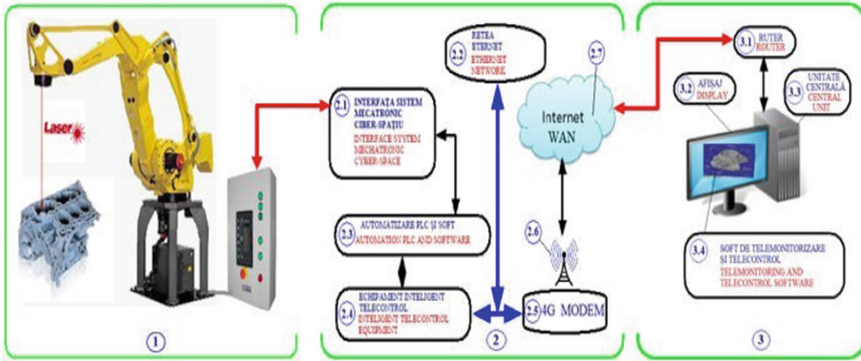 Laser
1
2.1
INTERFAȚA SISTEM
MECATRONIC
CIBER-SPAȚIU
INTERFACE SYSTEM
MECHATRONIC
CYBER-SPACE
2.2
RETEA
ETERNET
ETHERNET
NETWORK
2.3
AUTOMATIZARE PLC ȘI SOFT
AUTOMATION PLC AND SOFTWARE
2.4
ECHIPAMENT INTELIGENT
TELECONTROL
INTELIGENT TELECONTROL
EQUIPMENT
2
2.5 4G MODEM
2.6
2.7
Internet
WAN
3.1
RUTER
ROUTER
3.2
AFIȘAJ
DISPLAY
3.3
UNITATE
CENTRALĂ
CENTRAL
UNIT
3.4
SOFT DE TELEMONITORIZARE
ȘI TELECONTROL
TELEMONITORING AND
TELECONTROL SOFTWARE
3